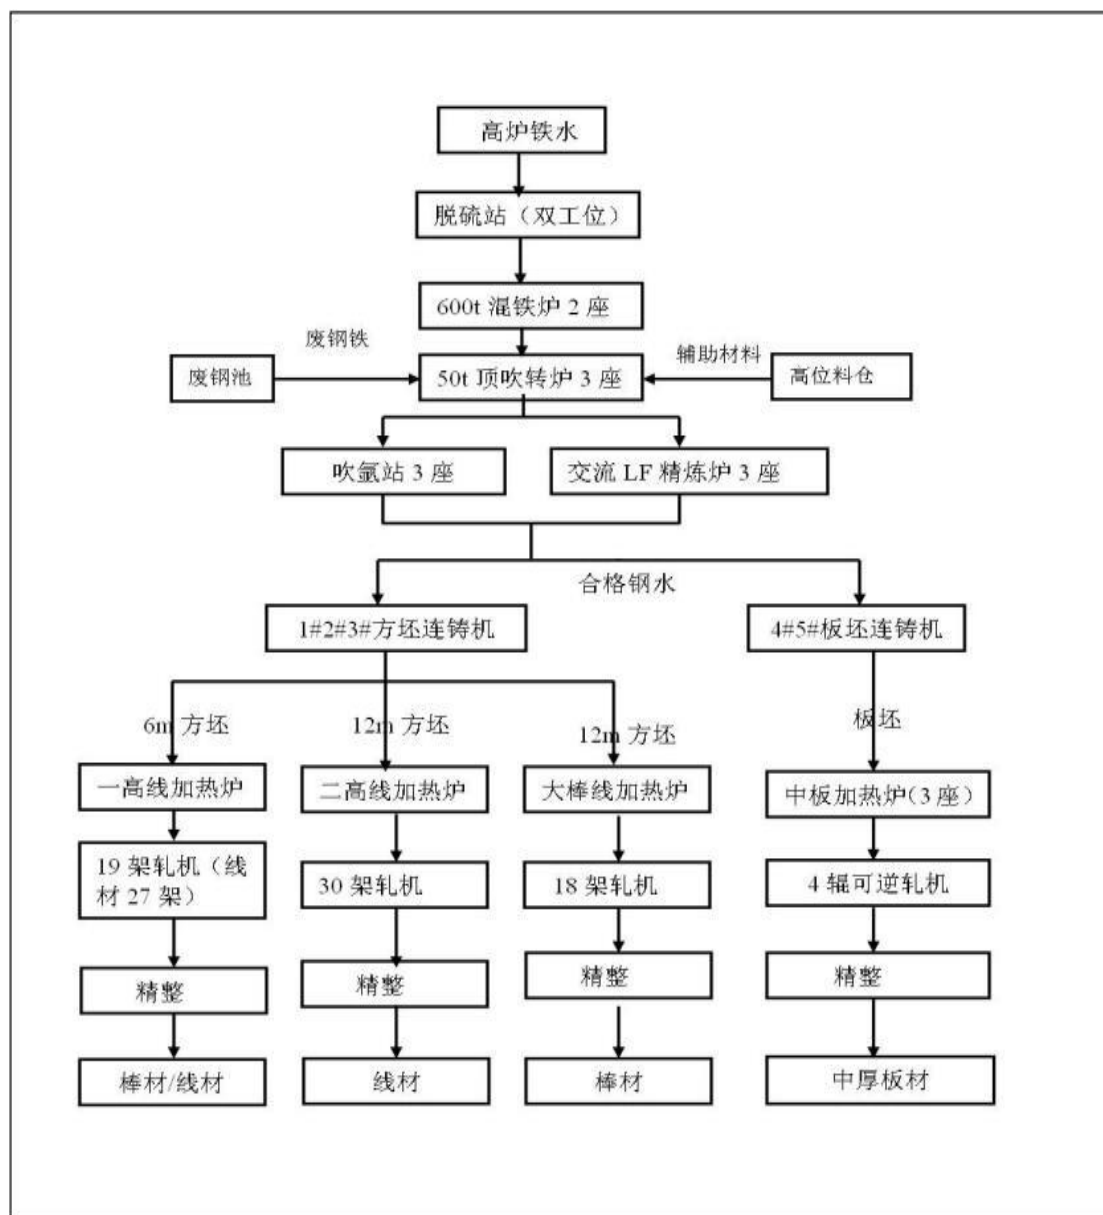 高炉铁水
脱硫站（双工位）
600t 混铁炉 2 座
废钢铁
辅助材料
废钢池
50t 顶吹转炉 3 座
高位料仓
吹氩站 3 座
交流 LF 精炼炉 3 座
合格钢水
1#2#3#方坯连铸机
4#5#板坯连铸机
6m 方坯
12m 方坯
12m 方坯
板坯
一高线加热炉
二高线加热炉
大棒线加热炉
中板加热炉（3 座）
19 架轧机（线
材 27 架）
30 架轧机
18 架轧机
4 辊可逆轧机
精整
精整
精整
精整
棒材/线材
线材
棒材
中厚板材